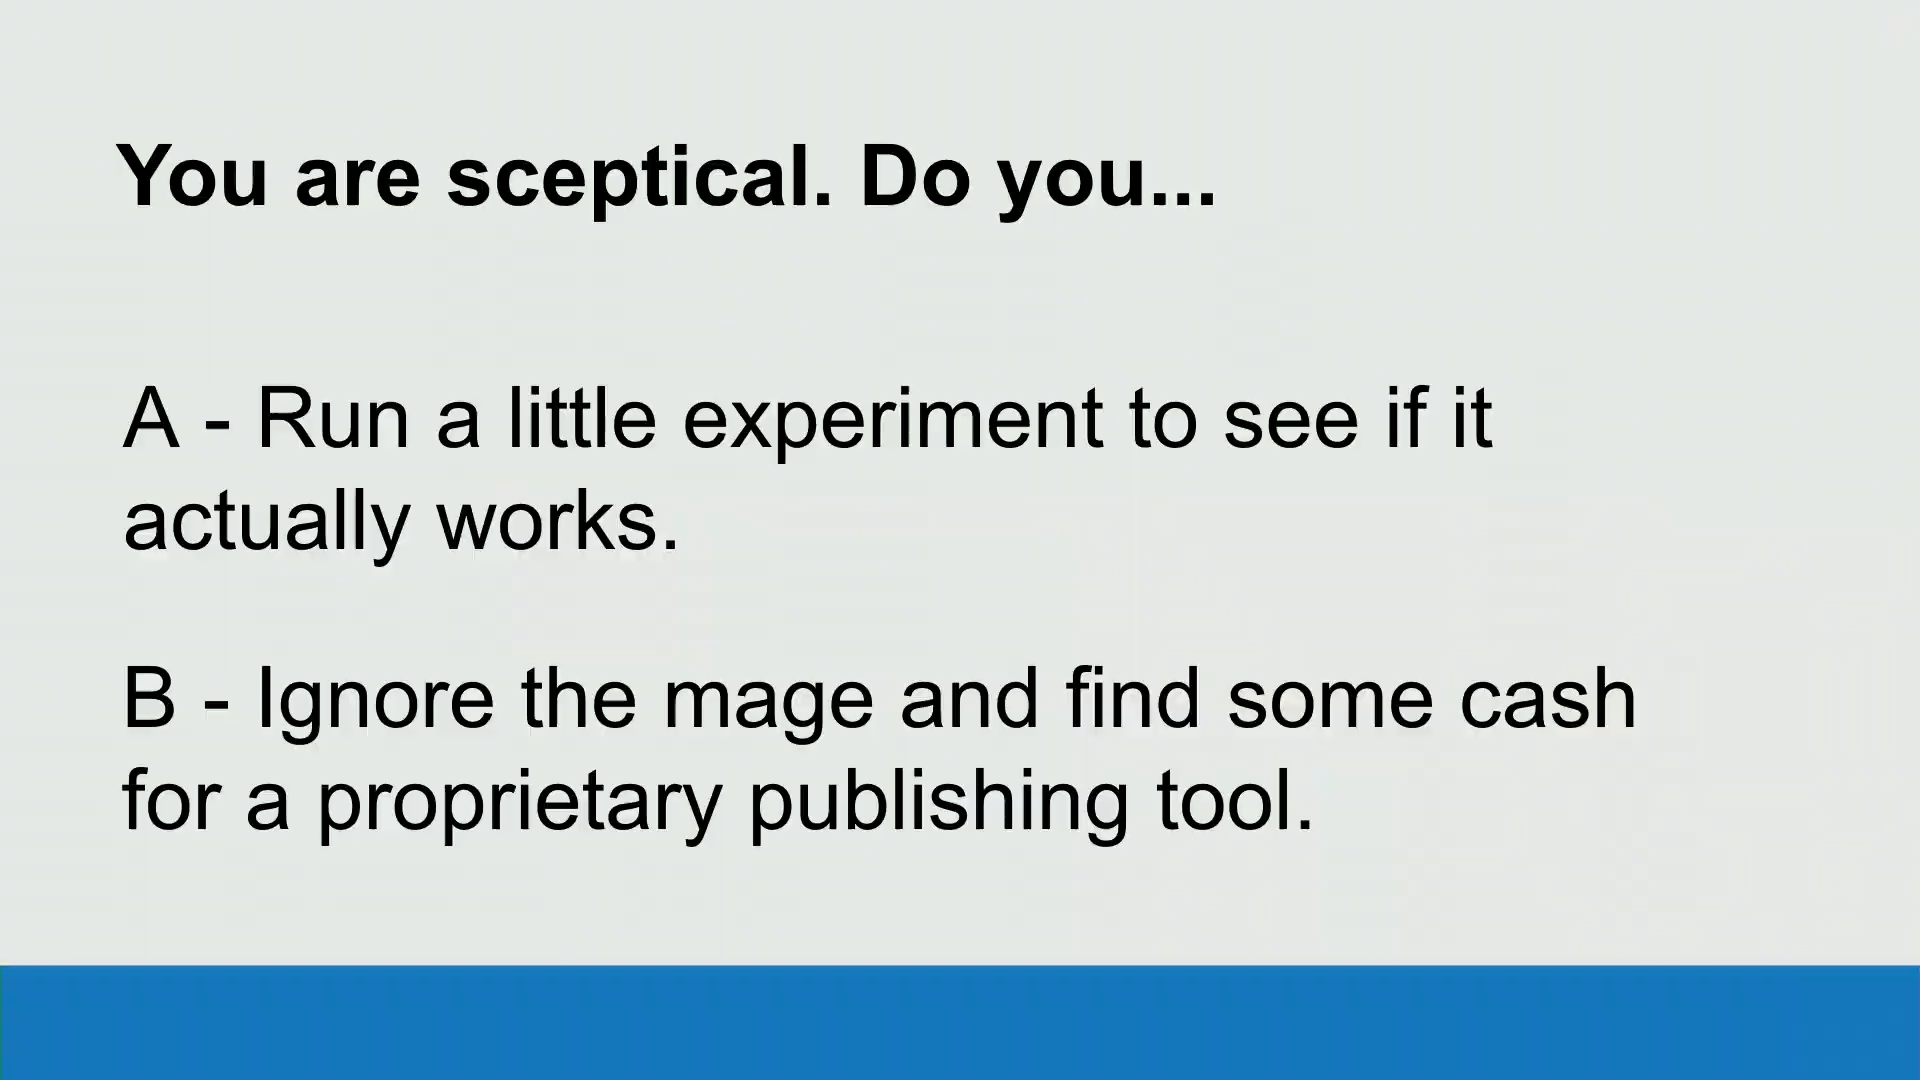 You are sceptical. Do you...
A - Run a little experiment to see if it
actually works.
B - Ignore the mage and find some cash
for a proprietary publishing tool.